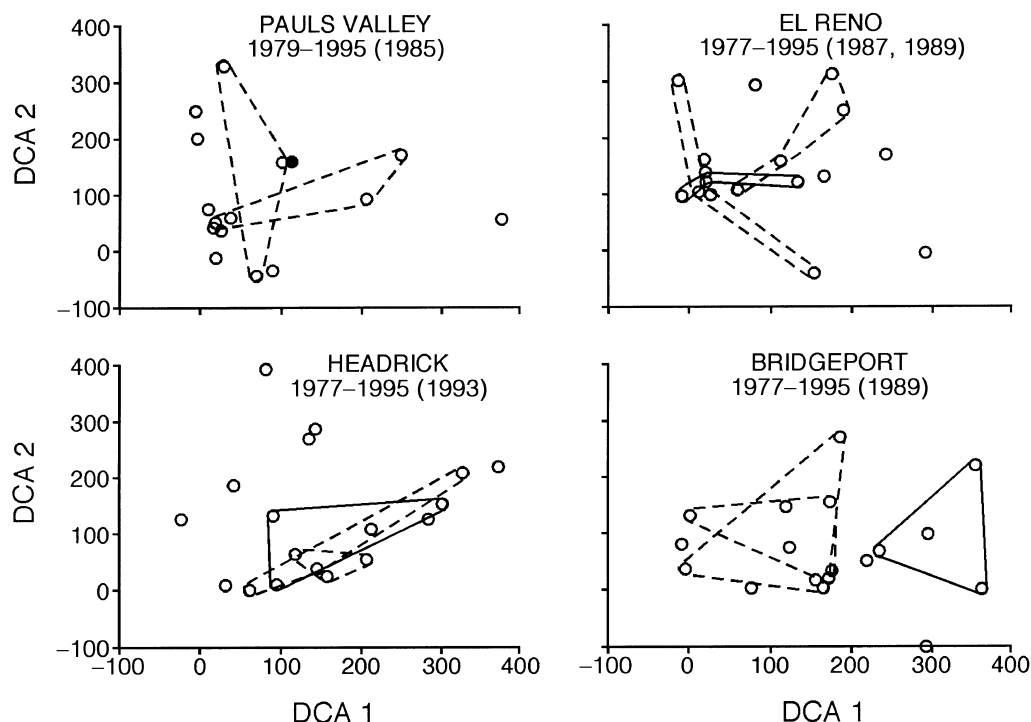 PAULS VALLEY
1979–1995 (1985)
EL RENO
1977–1995 (1987, 1989)
DCA 2
400
300
200
100
0
−100
HEADRICK
1977–1995 (1993)
BRIDGEPORT
1977–1995 (1989)
DCA 2
400
300
200
100
0
−100
−100 0 100 200 300 400
−100 0 100 200 300 400
DCA 1
DCA 1